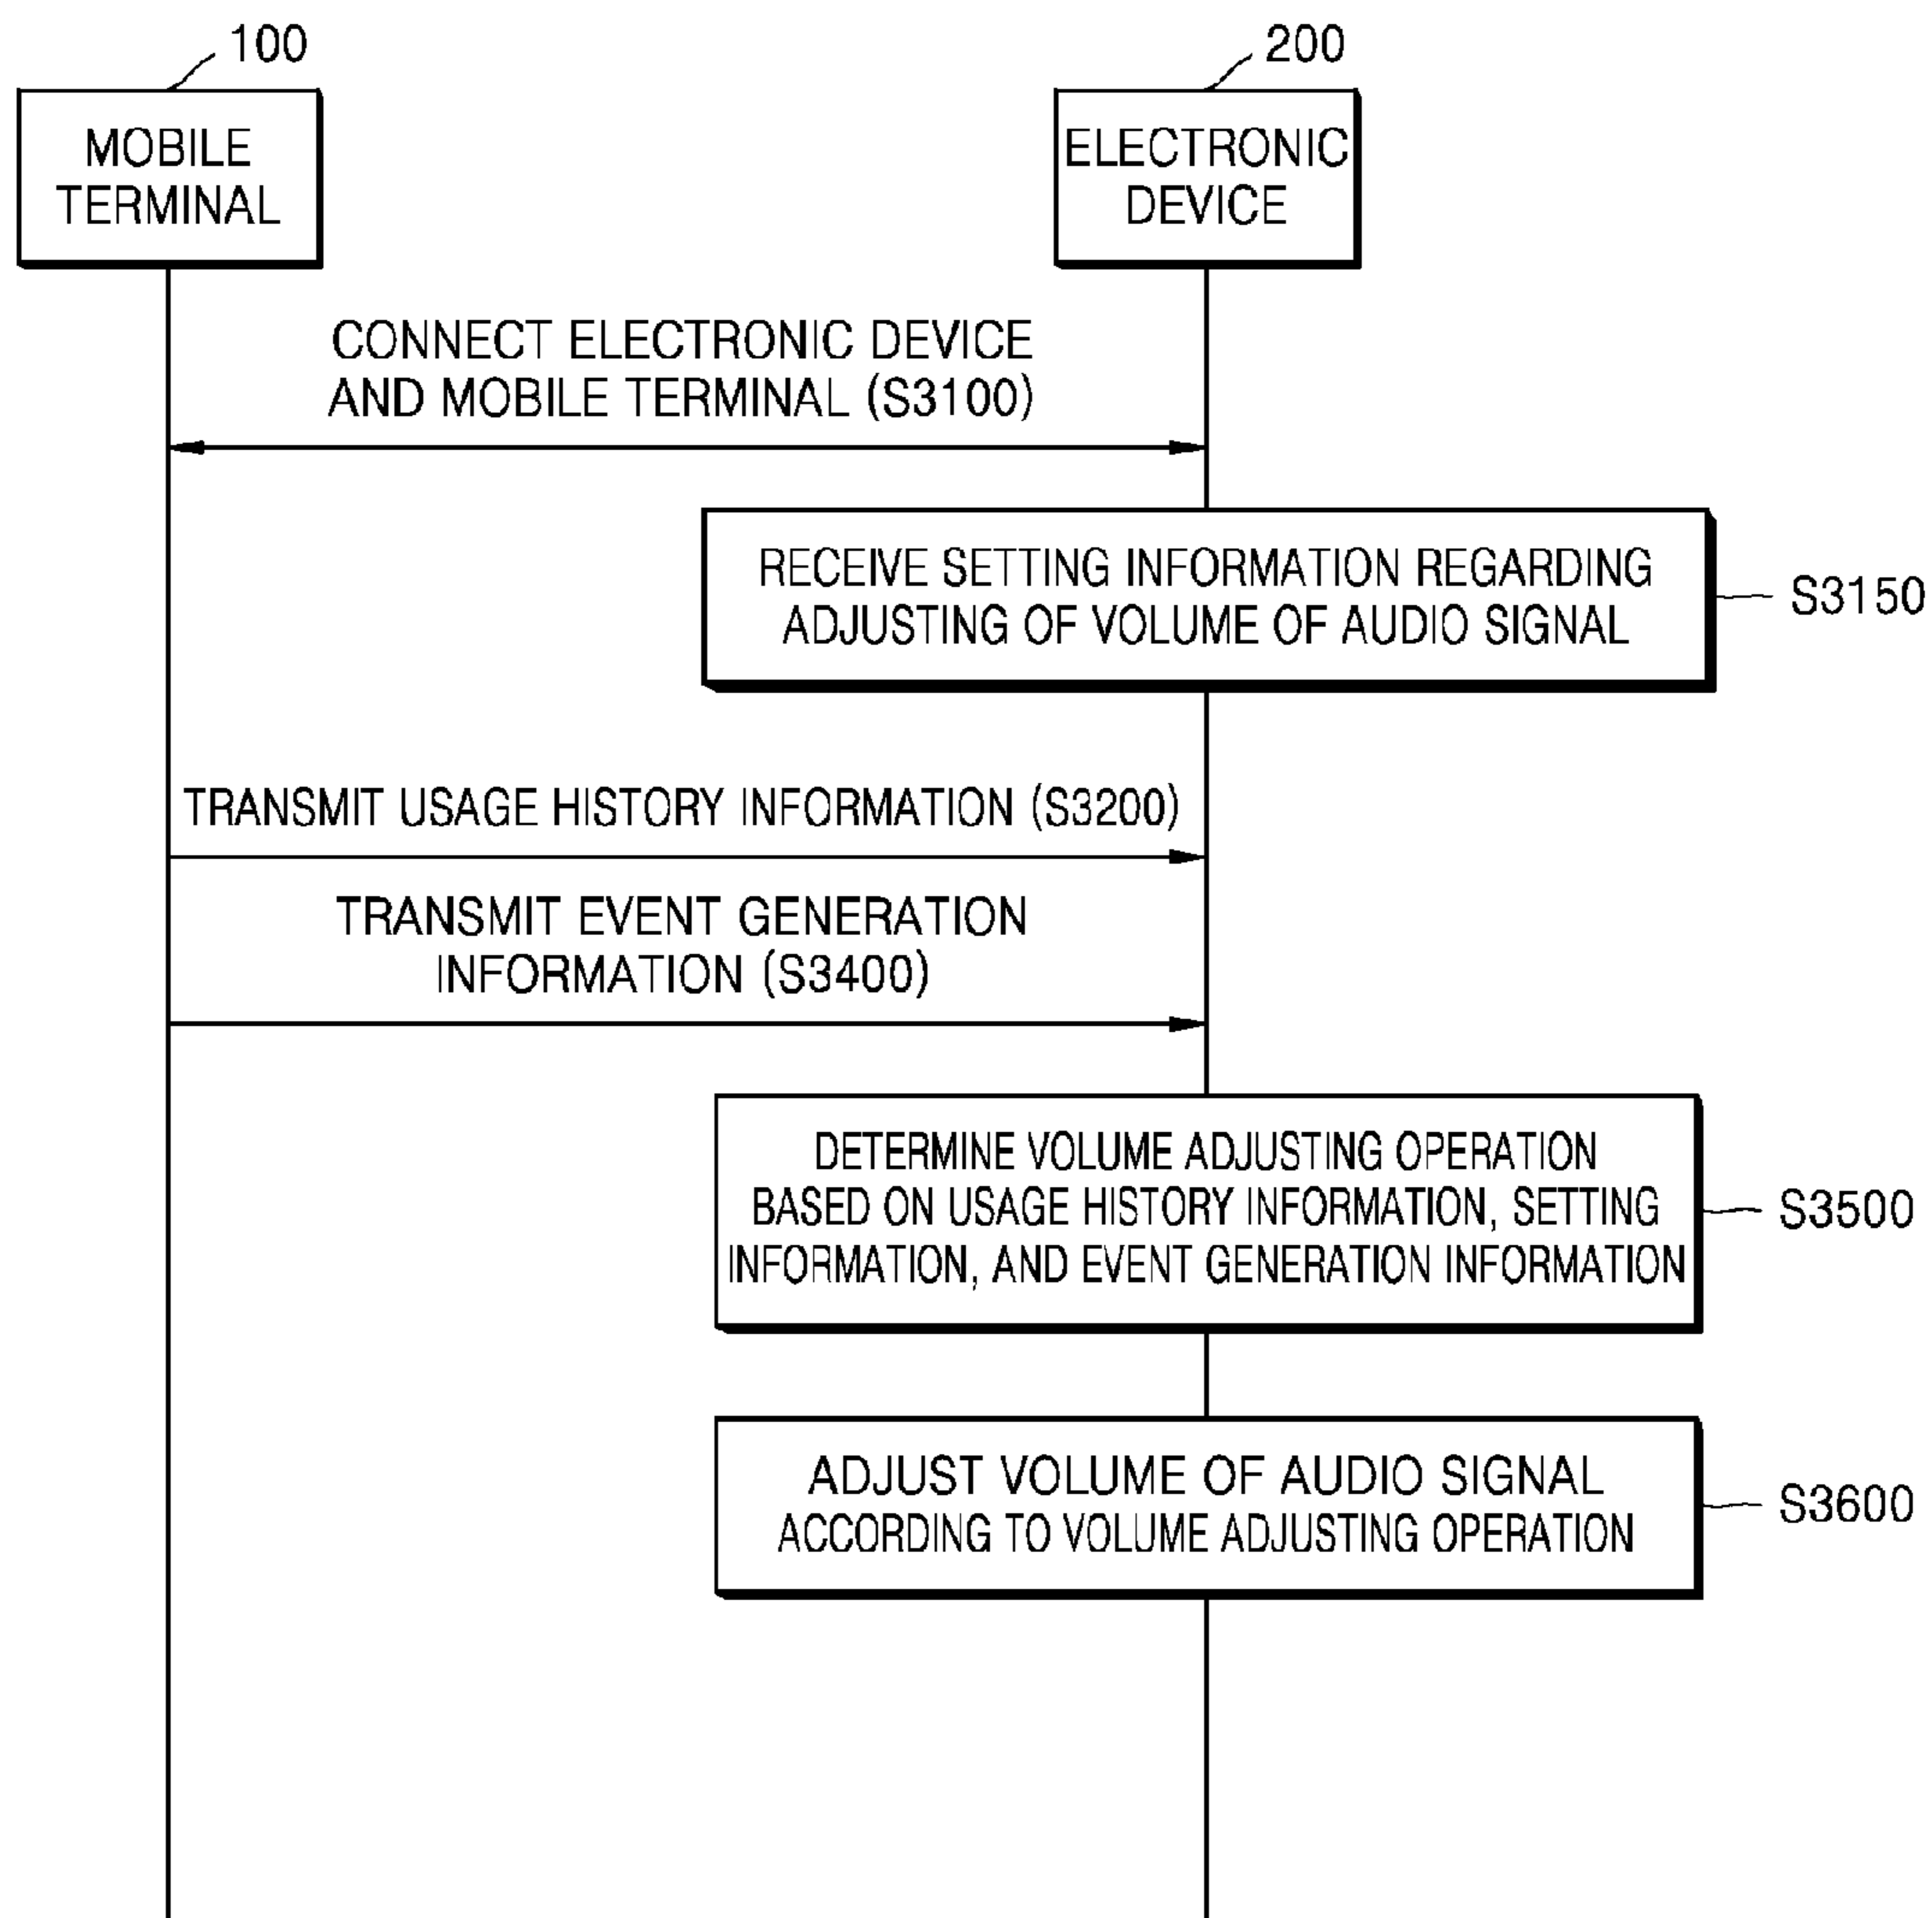 100
200
MOBILE
TERMINAL
ELECTRONIC
DEVICE
CONNECT ELECTRONIC DEVICE
AND MOBILE TERMINAL (S3100)
RECEIVE SETTING INFORMATION REGARDING
ADJUSTING OF VOLUME OF AUDIO SIGNAL
S3150
TRANSMIT USAGE HISTORY INFORMATION (S3200)
TRANSMIT EVENT GENERATION
INFORMATION (S3400)
DETERMINE VOLUME ADJUSTING OPERATION
BASED ON USAGE HISTORY INFORMATION, SETTING
INFORMATION, AND EVENT GENERATION INFORMATION
S3500
ADJUST VOLUME OF AUDIO SIGNAL
ACCORDING TO VOLUME ADJUSTING OPERATION
S3600